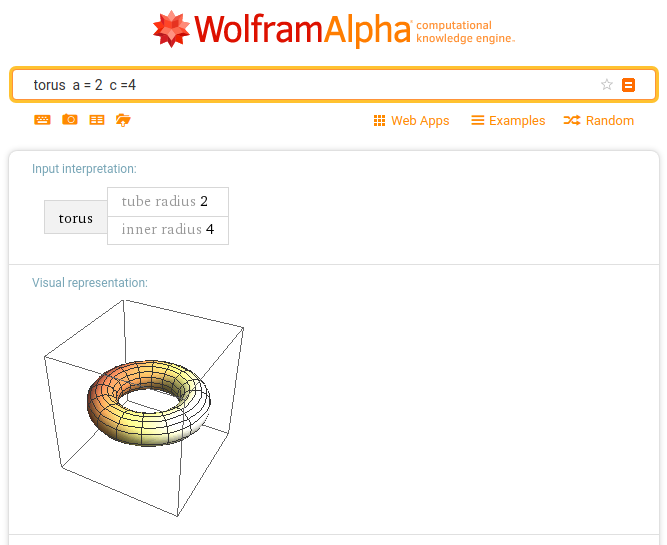 WolframAlpha computational
knowledge engine.
torus a = 2 c =4
Web Apps Examples Random
Input interpretation:
torus
tube radius 2
inner radius 4
Visual representation: